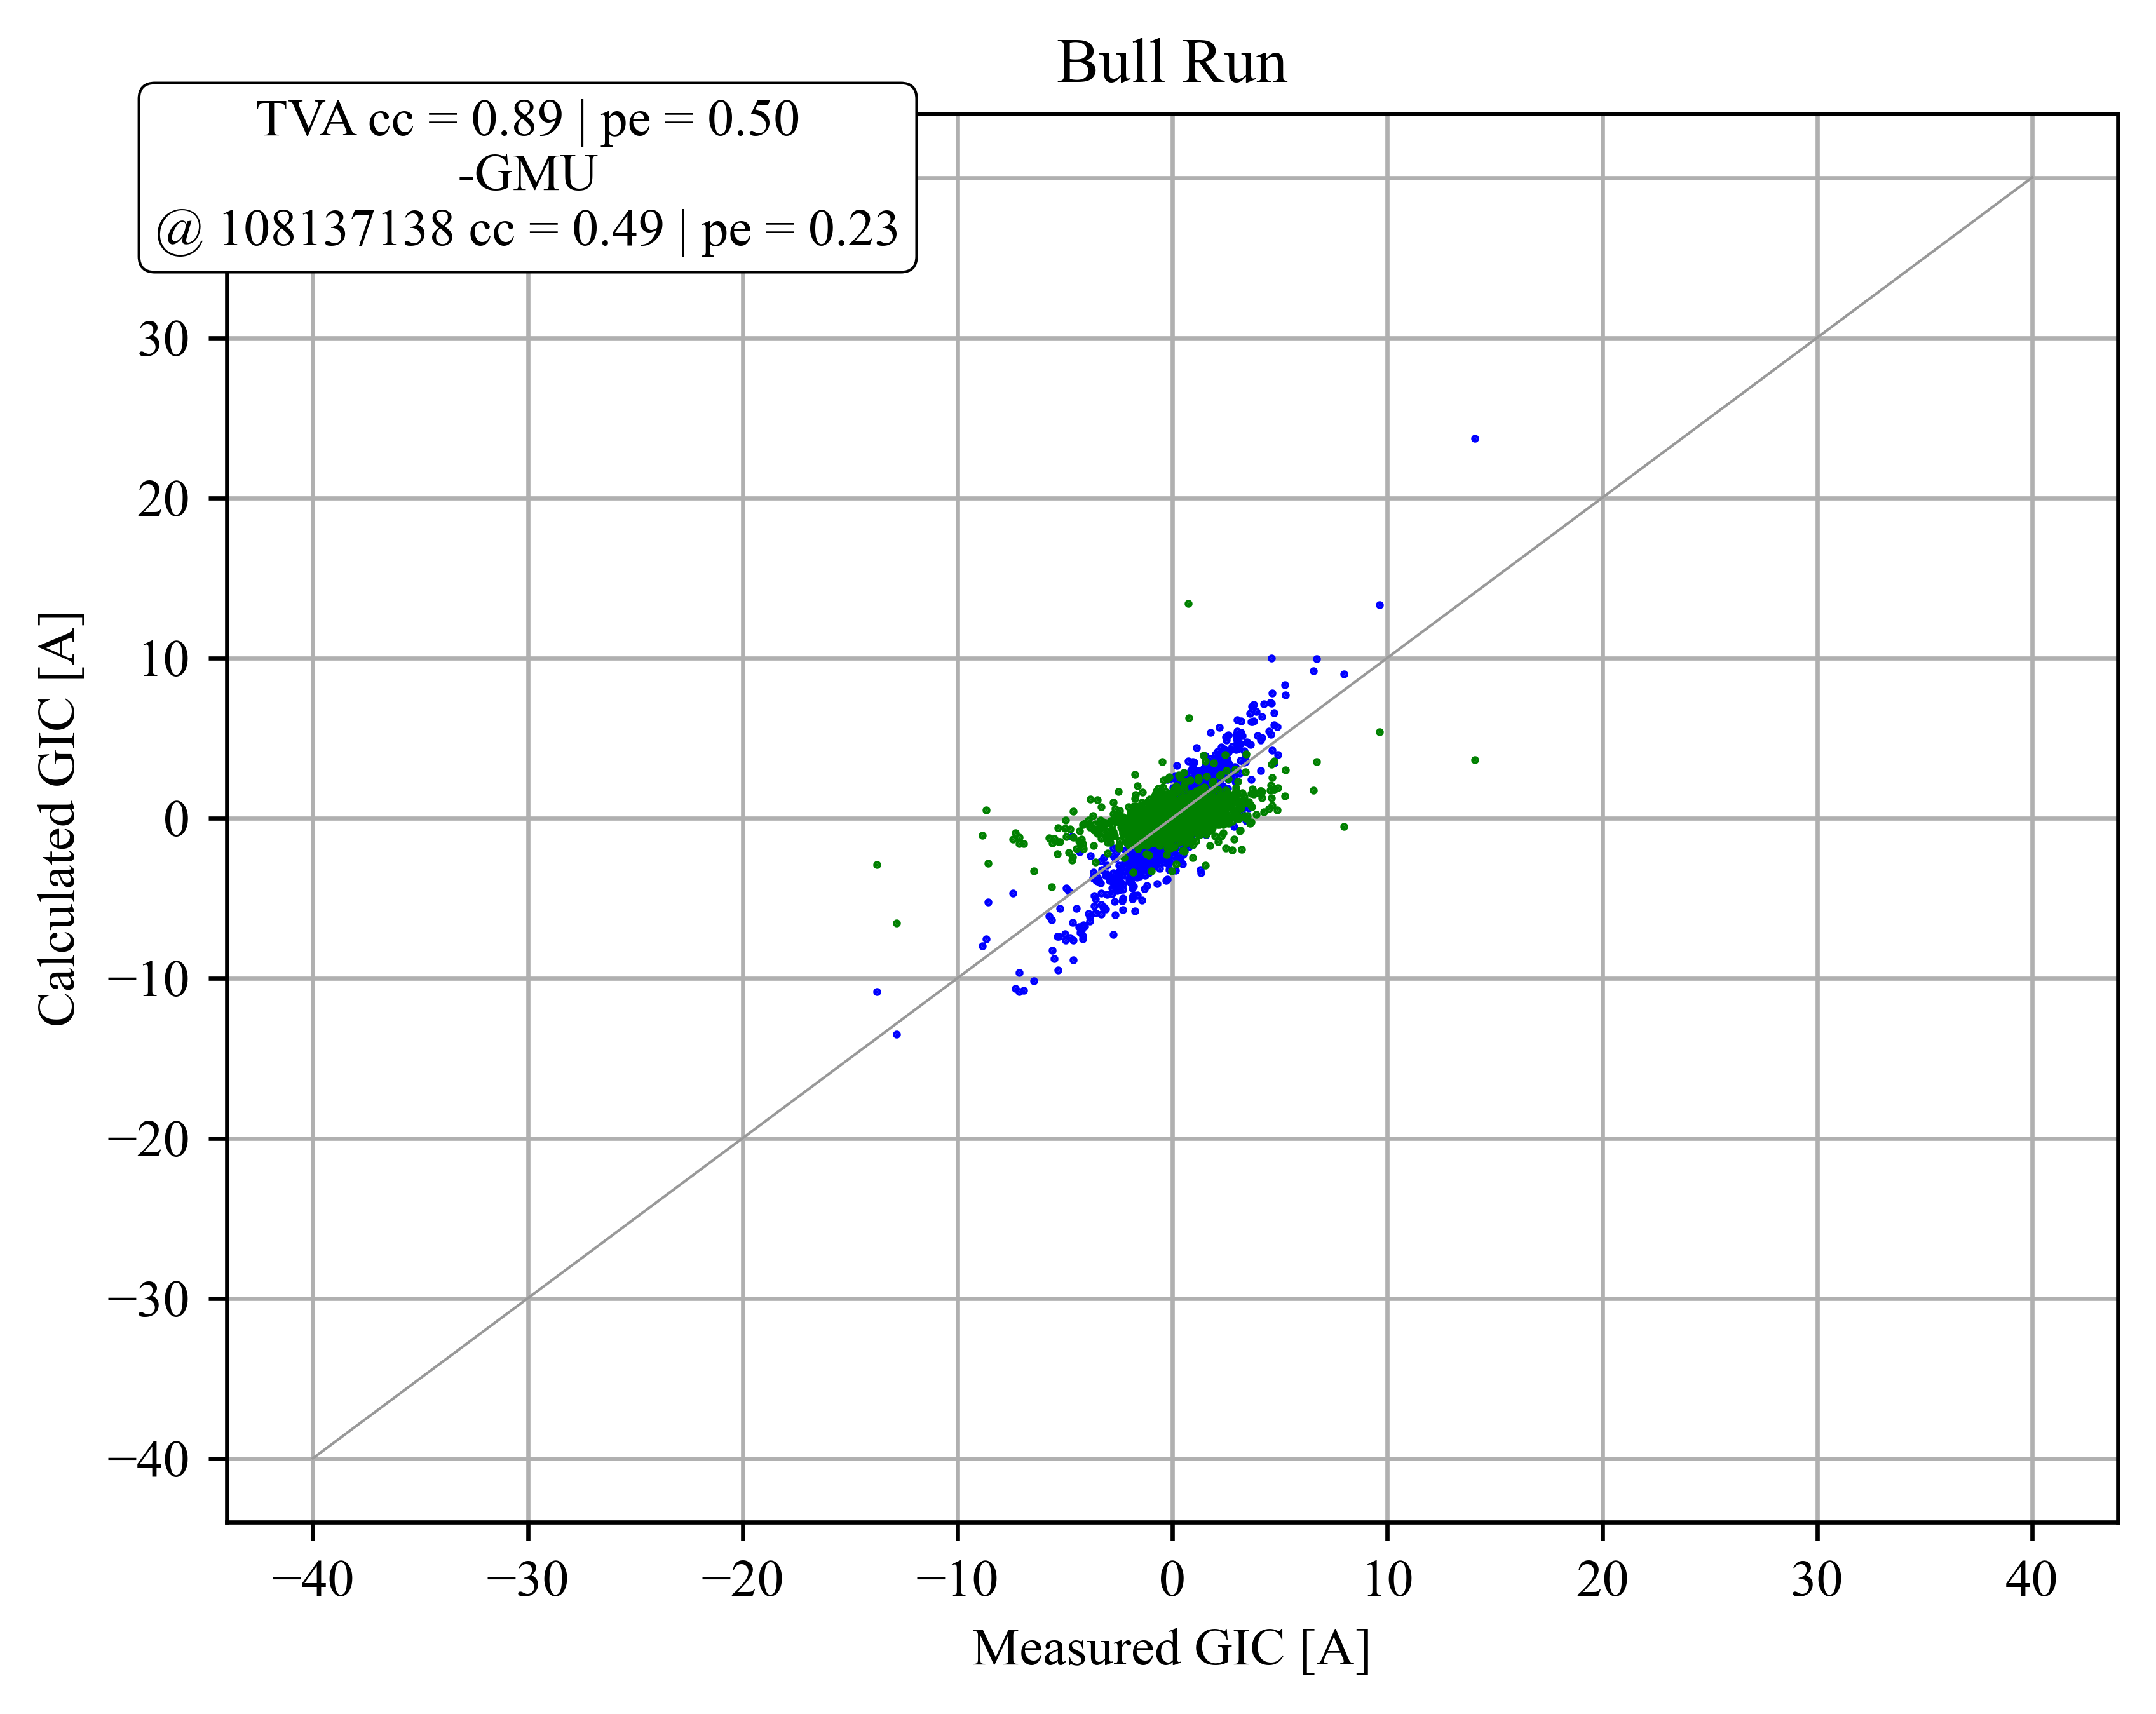 Bull Run
TVA cc = 0.89 | pe = 0.50
-GMU
@ 108137138 cc = 0.49 | pe = 0.23
30
20
10
0
−10
−20
−30
−40
Calculated GIC [A]
−40 −30 −20 −10 0 10 20 30 40
Measured GIC [A]